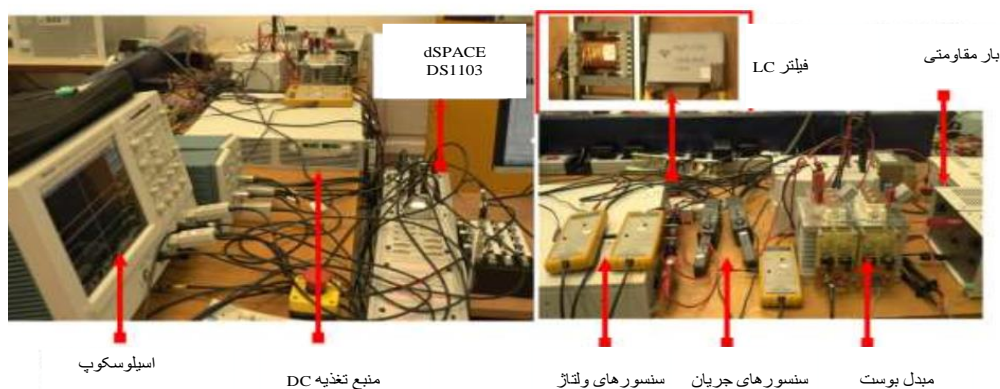 dSPACE
DS1103
فیلتر LC
بار مقاومتی
اسیلوسکوپ
منبع تغذیه DC
سنسورهای ولتاژ
سنسورهای جریان
مبدل بوست